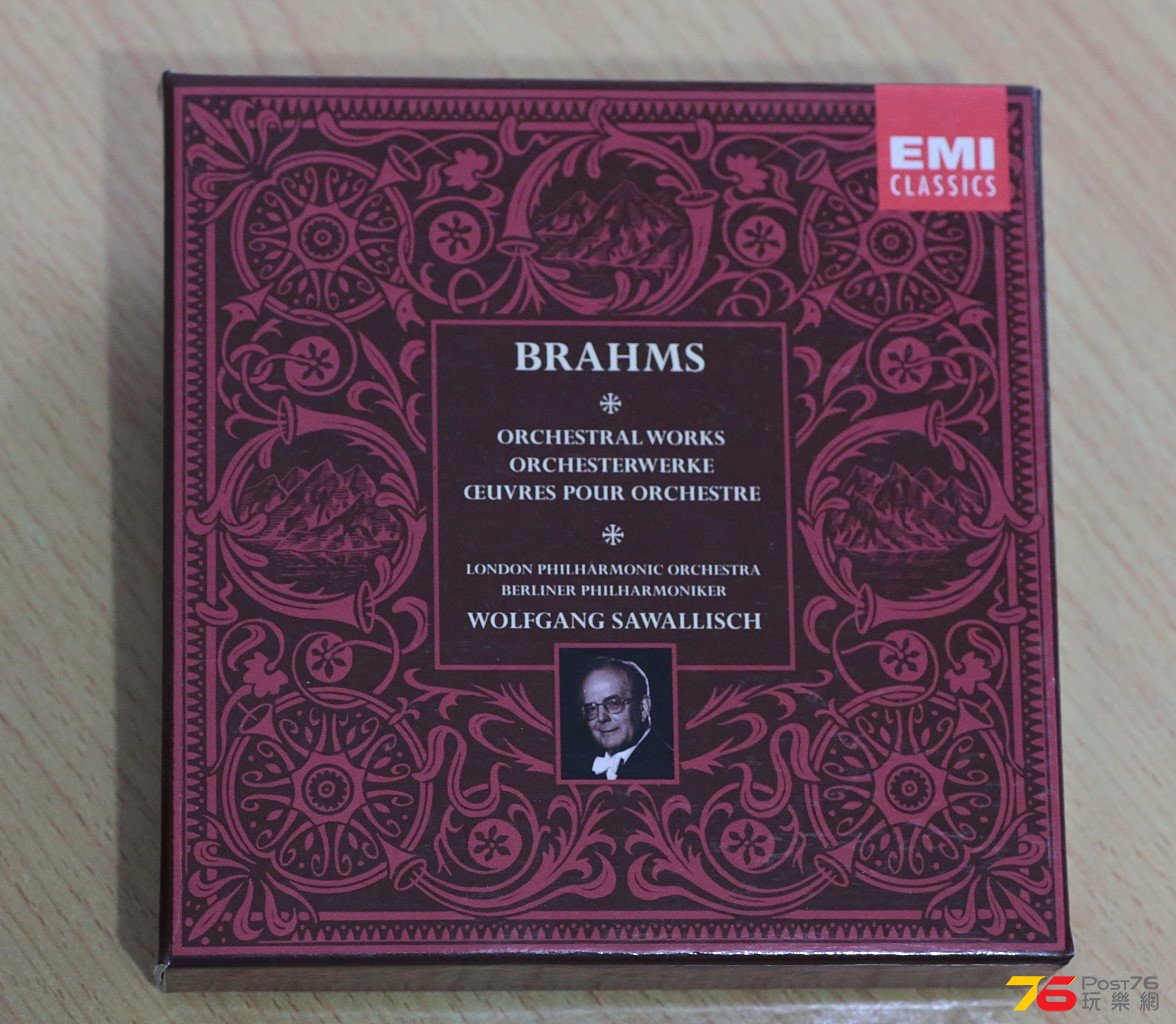 EMI
CLASSICS
BRAHMS
ORCHESTRAL WORKS
ORCHESTERWERKE
ŒUVRES POUR ORCHESTRE
LONDON PHILHARMONIC ORCHESTRA
BERLINER PHILHARMONIKER
WOLFGANG SAWALLISCH
76 Post76
玩樂網